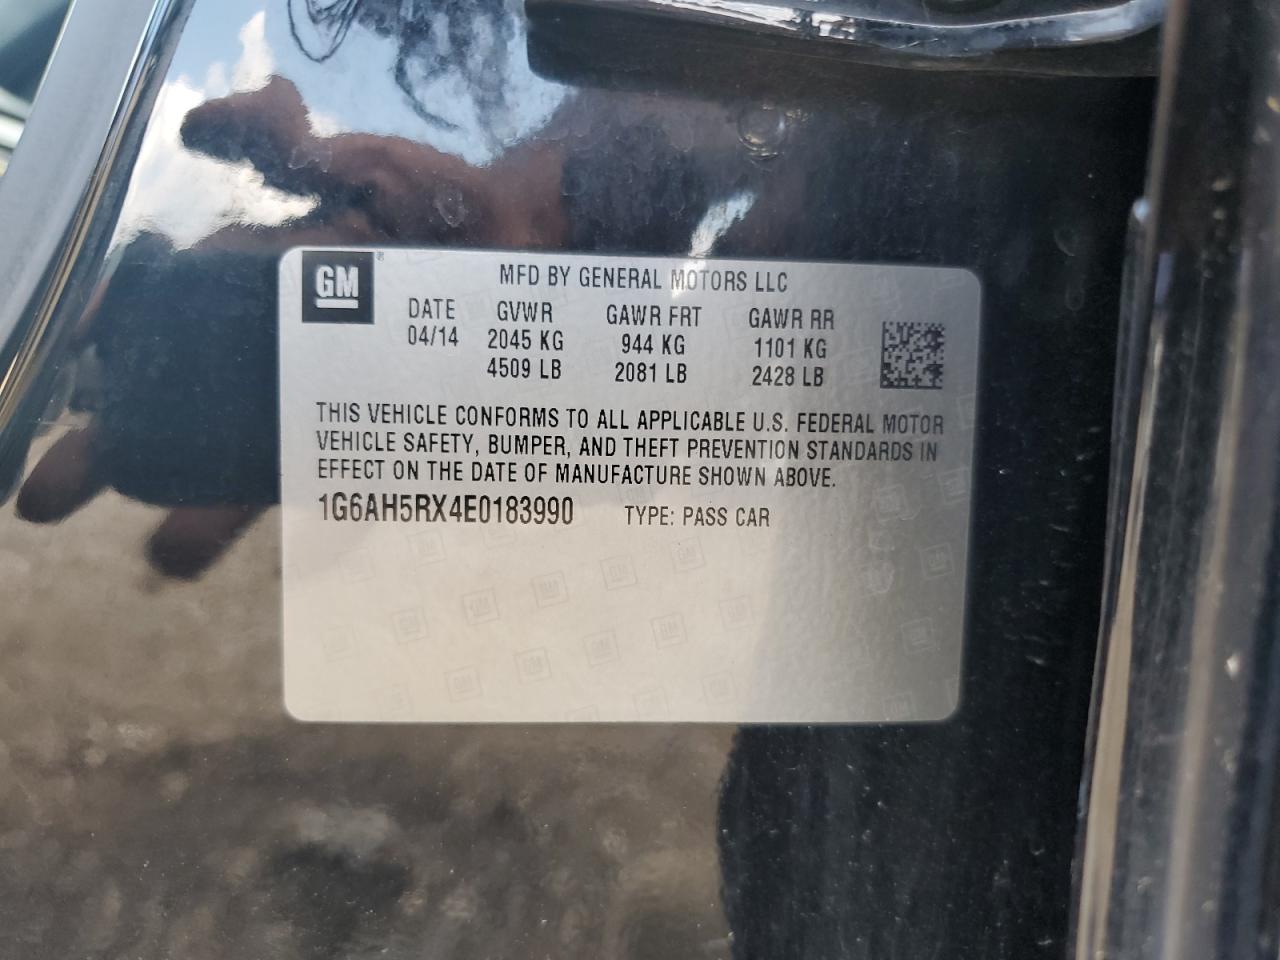 GM ®
MFD BY GENERAL MOTORS LLC
DATE GVWR GAWR FRT GAWR RR
04/14 2045 KG 944 KG 1101 KG
4509 LB 2081 LB 2428 LB
THIS VEHICLE CONFORMS TO ALL APPLICABLE U.S. FEDERAL MOTOR
VEHICLE SAFETY, BUMPER, AND THEFT PREVENTION STANDARDS IN
EFFECT ON THE DATE OF MANUFACTURE SHOWN ABOVE.
1G6AH5RX4E0183990 TYPE: PASS CAR